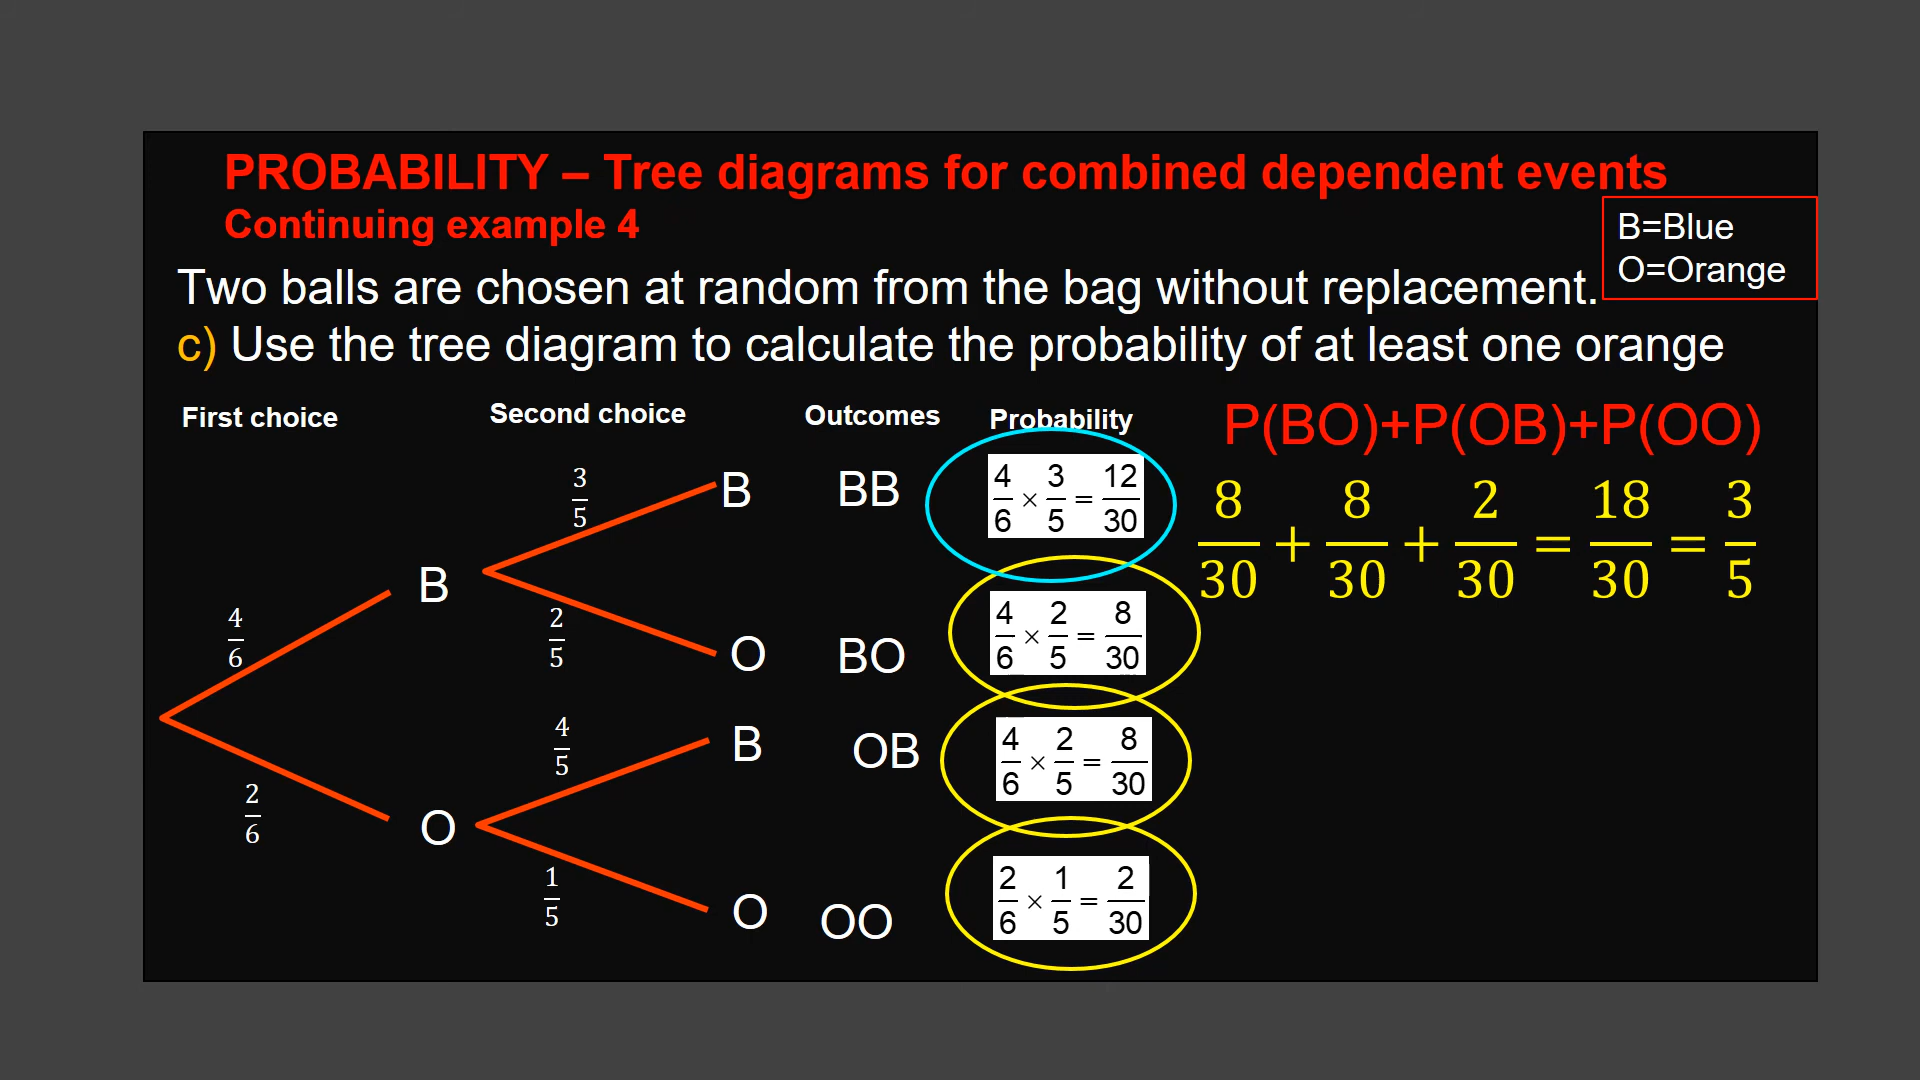 PROBABILITY – Tree diagrams for combined dependent events
Continuing example 4
B=Blue
O=Orange
Two balls are chosen at random from the bag without replacement.
c) Use the tree diagram to calculate the probability of at least one orange
First choice
Second choice
Outcomes
Probability
P(BO)+P(OB)+P(OO)
8/30 + 8/30 + 2/30 = 18/30 = 3/5
4/6
B
2/6
O
3/5
B
BB
4/6 × 3/5 = 12/30
2/5
O
BO
4/6 × 2/5 = 8/30
4/5
B
OB
4/6 × 2/5 = 8/30
1/5
O
OO
2/6 × 1/5 = 2/30